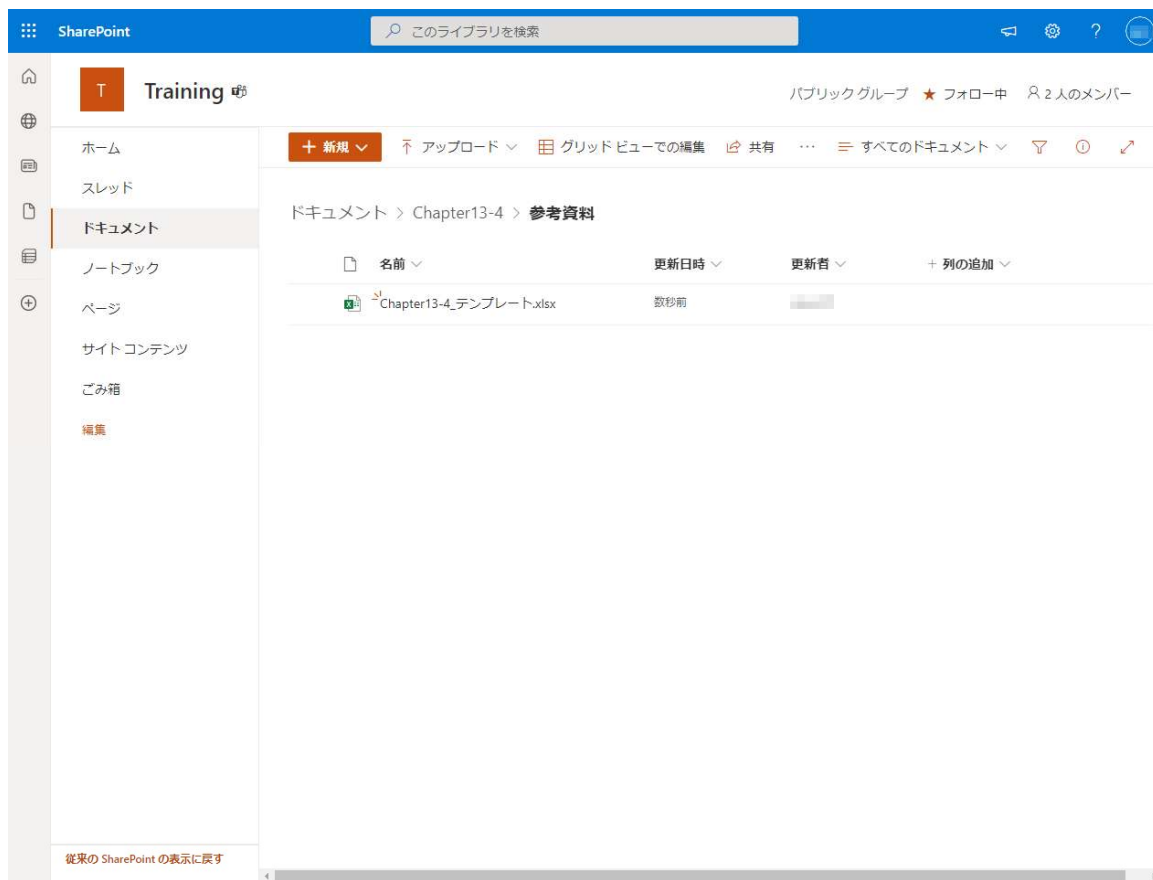 SharePoint
このライブラリを検索
?
T
Training
パブリック グループ ★ フォロー中 2 人のメンバー
ホーム
スレッド
ドキュメント
ノートブック
ページ
サイト コンテンツ
ごみ箱
編集
従来の SharePoint の表示に戻す
+ 新規 アップロード グリッド ビューでの編集 共有 … すべてのドキュメント
ドキュメント > Chapter13-4 > 参考資料
名前 更新日時 更新者 + 列の追加
Chapter13-4_テンプレート.xlsx 数秒前